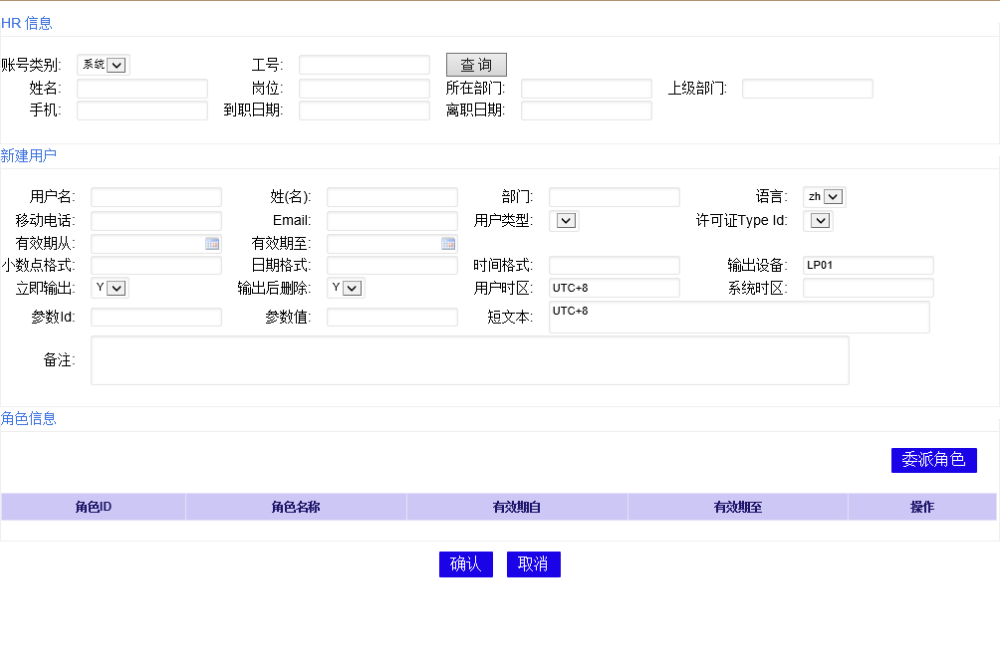 HR 信息
账号类别: 系统 工号: 查 询
姓名: 岗位: 所在部门: 上级部门:
手机: 到职日期: 离职日期:
新建用户
用户名: 姓(名): 部门: 语言: zh
移动电话: Email: 用户类型: 许可证Type Id:
有效期从: 有效期至:
小数点格式: 日期格式: 时间格式: 输出设备: LP01
立即输出: Y 输出后删除: Y 用户时区: UTC+8 系统时区:
参数Id: 参数值: 短文本: UTC+8
备注:
角色信息
委派角色
角色ID 角色名称 有效期自 有效期至 操作
确认 取消